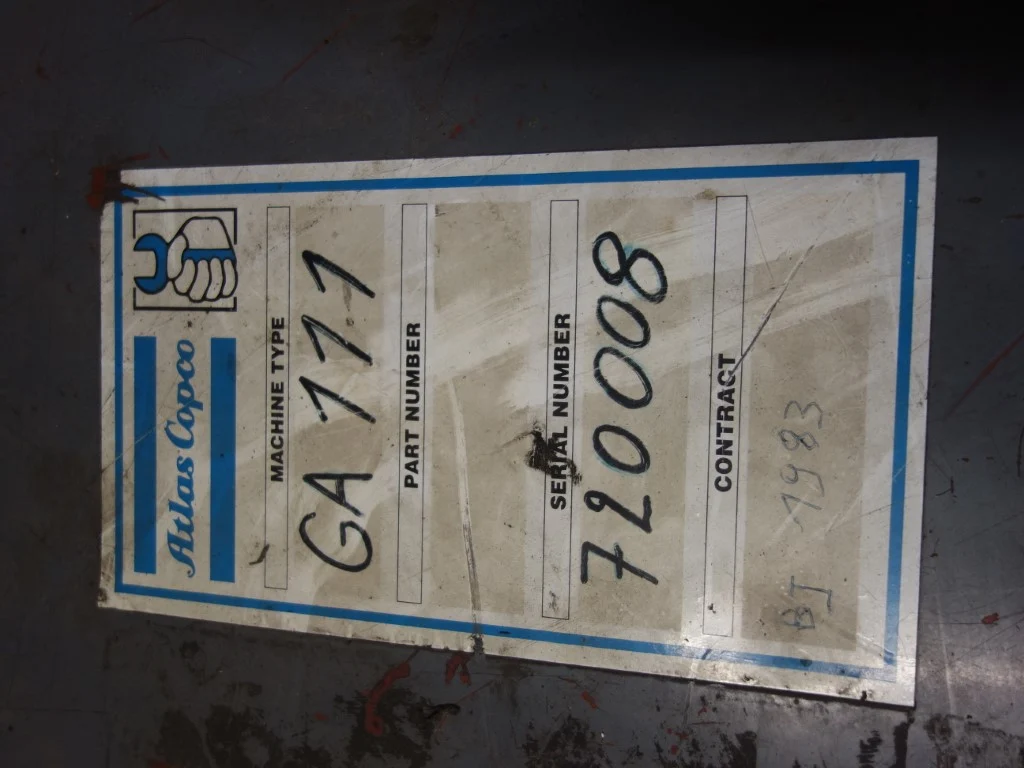 Atlas Copco
MACHINE TYPE
GA 111
PART NUMBER
SERIAL NUMBER
720008
CONTRACT
BJ 1983